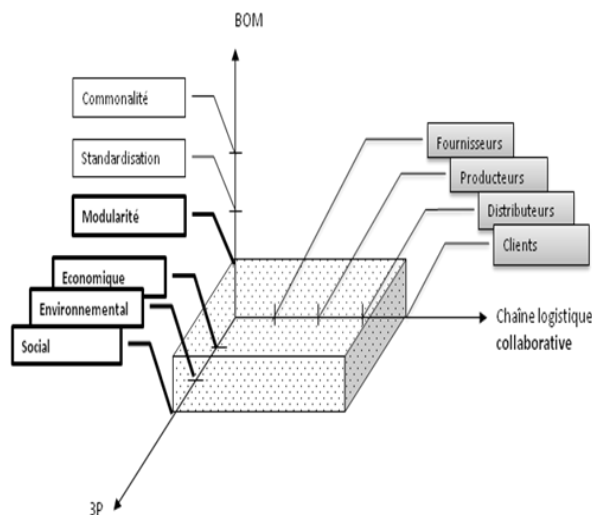 BOM
Commonalité
Standardisation
Modularité
Economique
Environnemental
Social
Fournisseurs
Producteurs
Distributeurs
Clients
Chaîne logistique
collaborative
3P